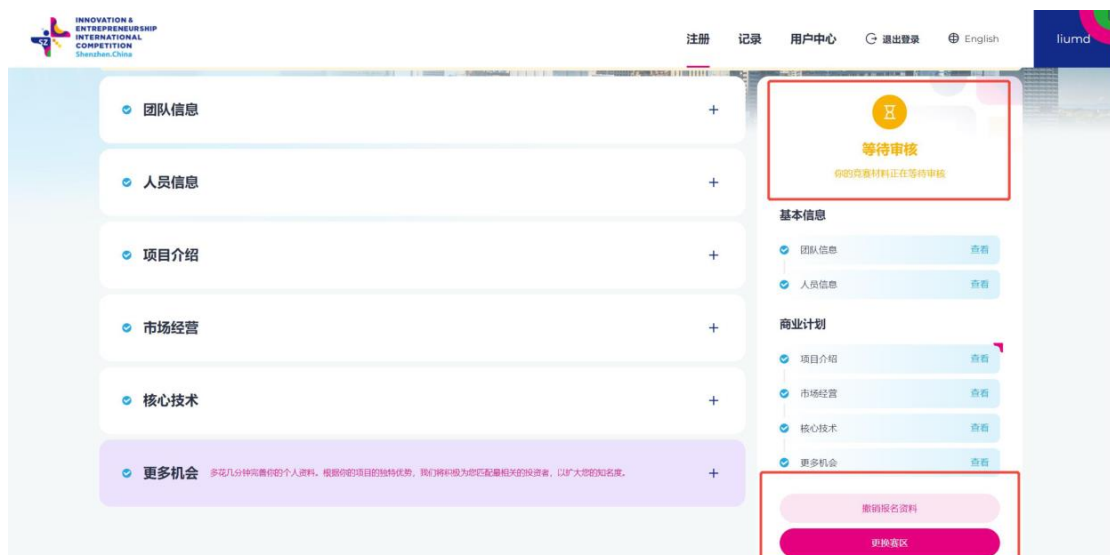 INNOVATION &
ENTREPRENEURSHIP
INTERNATIONAL
COMPETITION
Shenzhen.China
SZ
注册 记录 用户中心 退出登录 English liumd
团队信息 +
人员信息 +
项目介绍 +
市场经营 +
核心技术 +
更多机会 多花几分钟完善你的个人资料。根据你的项目的独特优势，我们将积极为您匹配最相关的投资者，以扩大您的知名度。 +
等待审核
你的竞赛材料正在等待审核
基本信息
团队信息 查看
人员信息 查看
商业计划
项目介绍 查看
市场经营 查看
核心技术 查看
更多机会 查看
撤销报名资料
更换赛区